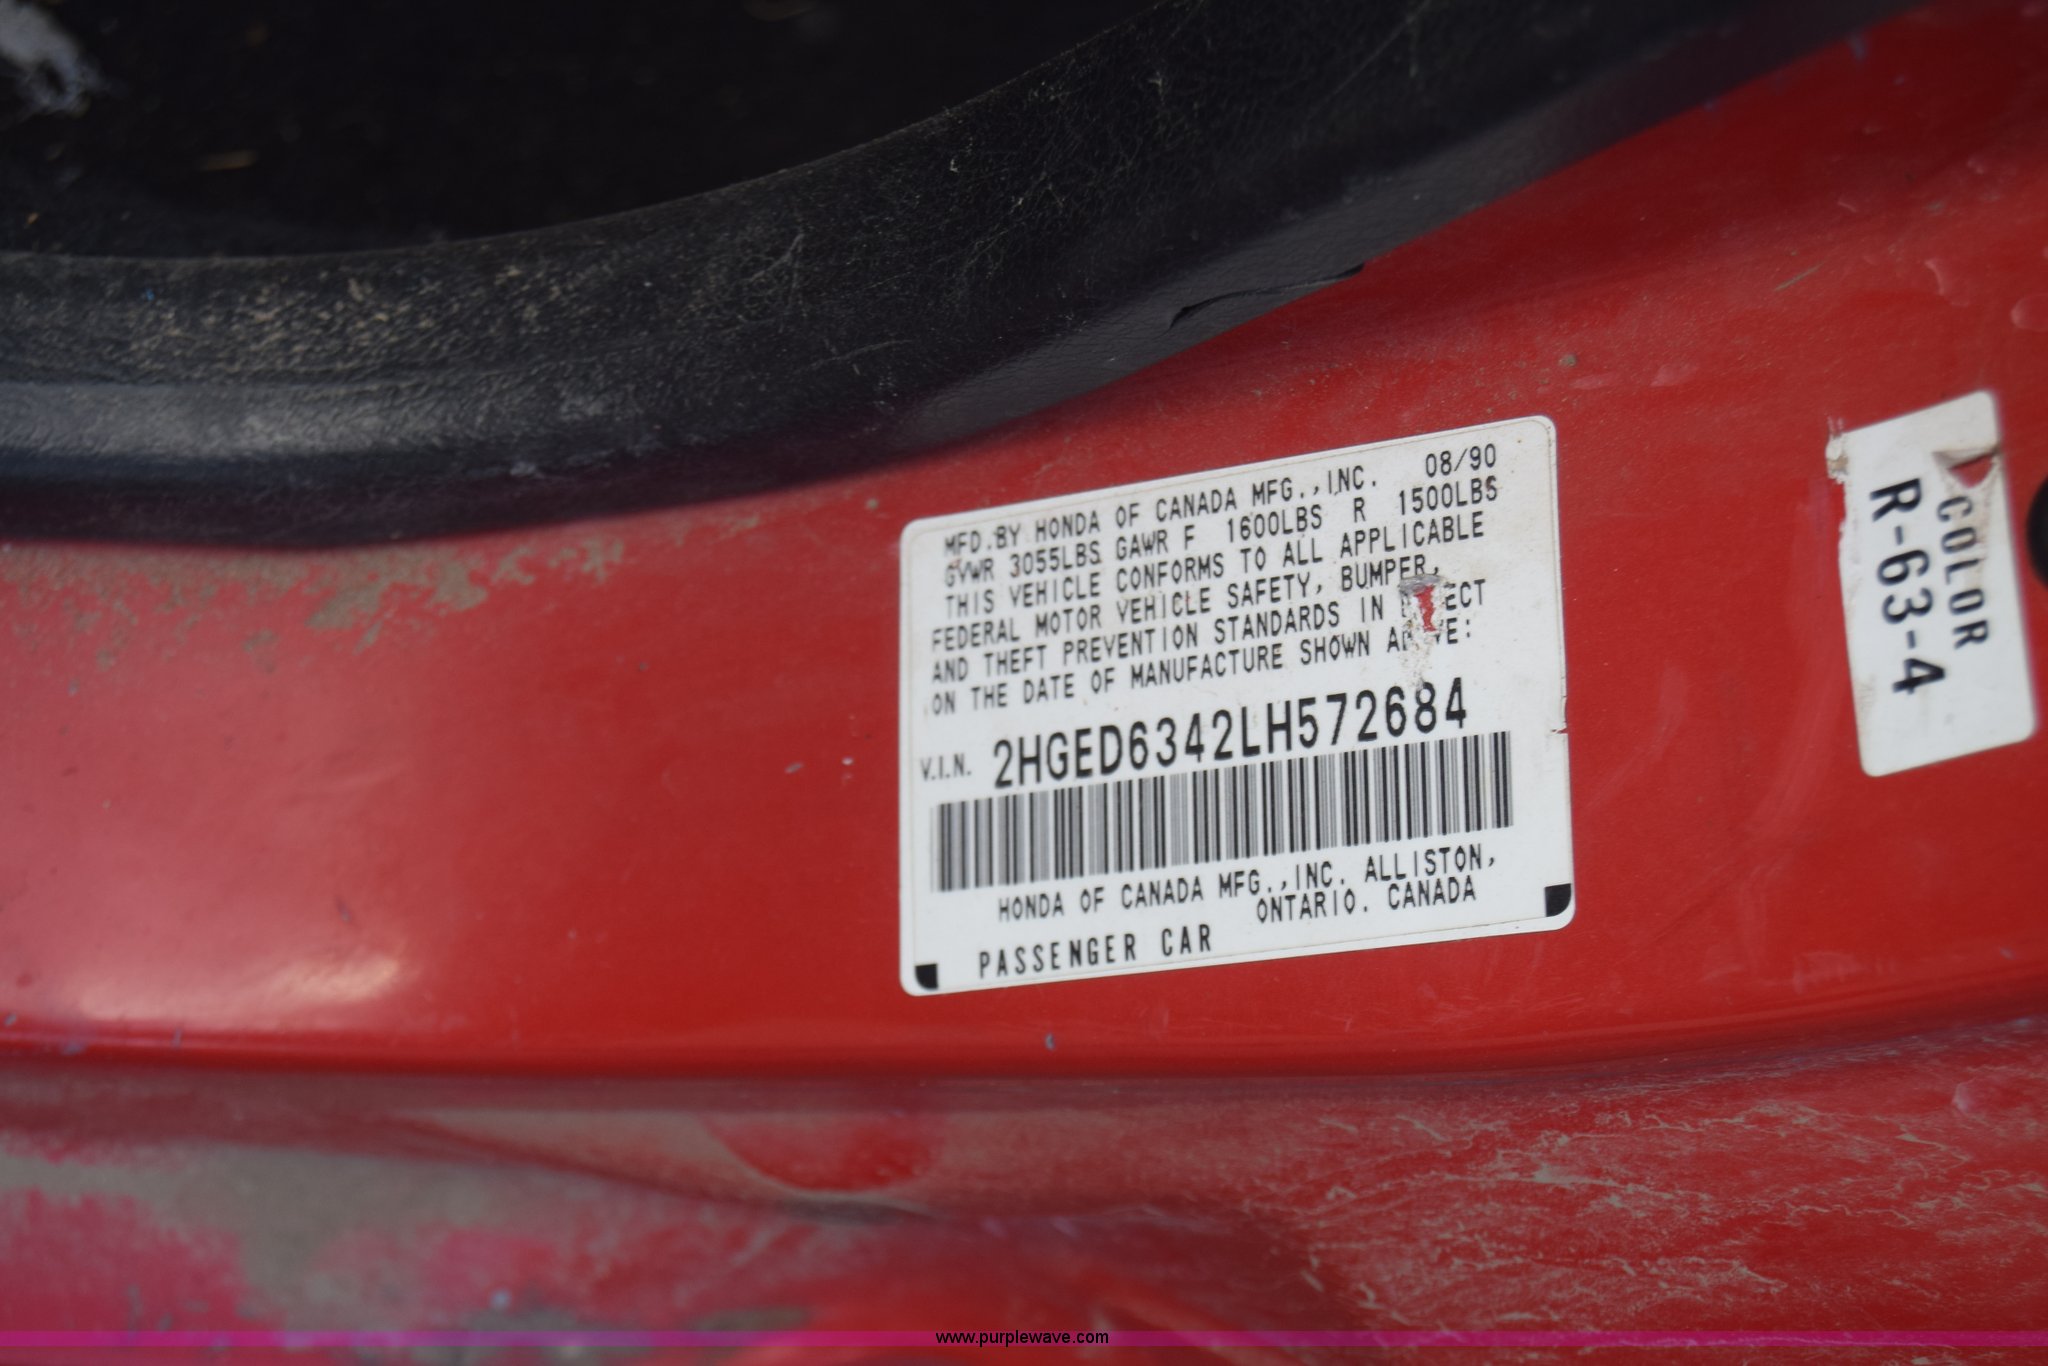 MFD.BY HONDA OF CANADA MFG.,INC. 08/90
GVWR 3055LBS GAWR F 1600LBS R 1500LBS
THIS VEHICLE CONFORMS TO ALL APPLICABLE
FEDERAL MOTOR VEHICLE SAFETY, BUMPER,
AND THEFT PREVENTION STANDARDS IN
ON THE DATE OF MANUFACTURE SHOWN
V.I.N. 2HGED6342LH572684
HONDA OF CANADA MFG.,INC. ALLISTON,
ONTARIO. CANADA
PASSENGER CAR
COLOR
R-63-4
www.purplewave.com